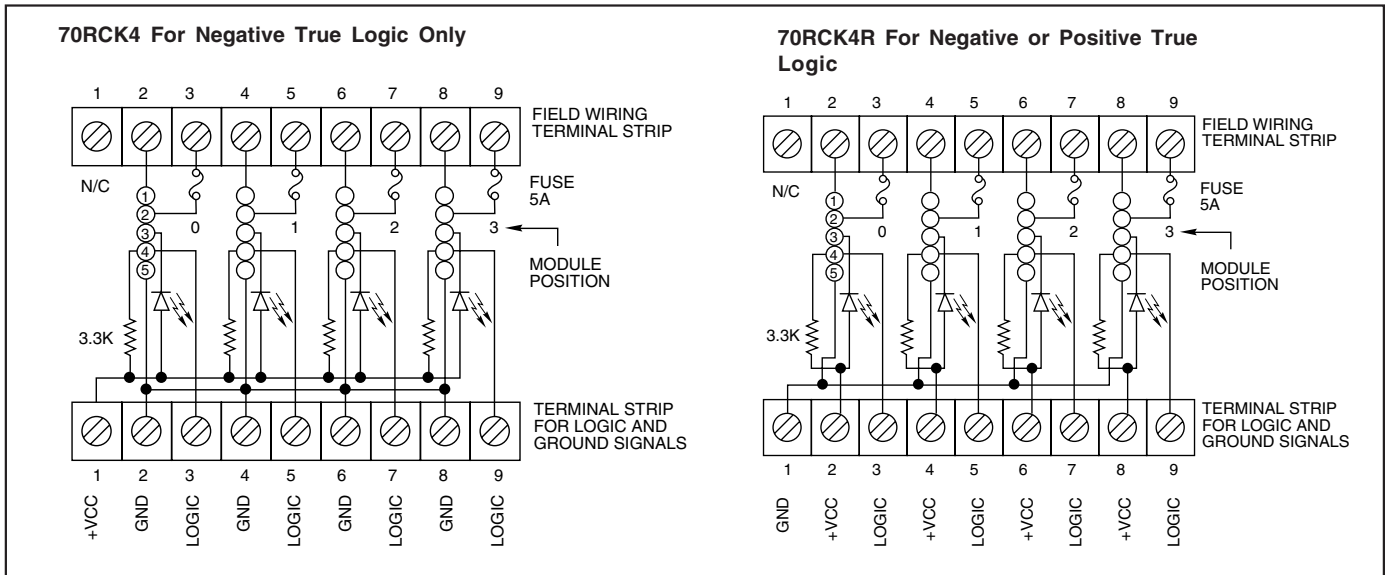 70RCK4 For Negative True Logic Only
1 2 3 4 5 6 7 8 9
FIELD WIRING
TERMINAL STRIP
N/C
FUSE
5A
1
2
3
4
5
0 1 2 3
MODULE
POSITION
3.3K
TERMINAL STRIP
FOR LOGIC AND
GROUND SIGNALS
1 2 3 4 5 6 7 8 9
+VCC GND LOGIC GND LOGIC GND LOGIC GND LOGIC
70RCK4R For Negative or Positive True
Logic
1 2 3 4 5 6 7 8 9
FIELD WIRING
TERMINAL STRIP
N/C
FUSE
5A
1
2
3
4
5
0 1 2 3
MODULE
POSITION
3.3K
TERMINAL STRIP
FOR LOGIC AND
GROUND SIGNALS
1 2 3 4 5 6 7 8 9
GND +VCC LOGIC +VCC LOGIC +VCC LOGIC +VCC LOGIC